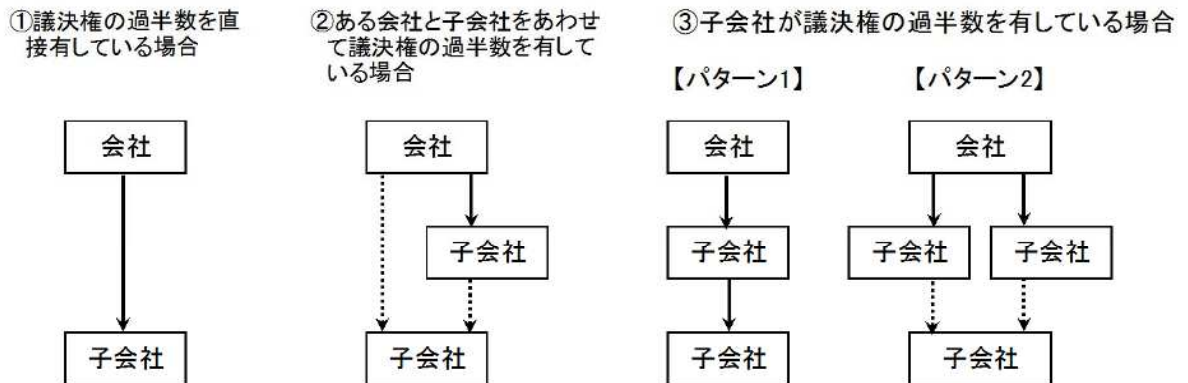 ①議決権の過半数を直
接有している場合
②ある会社と子会社をあわせ
て議決権の過半数を有して
いる場合
③子会社が議決権の過半数を有している場合
【パターン1】
【パターン2】
会社
会社
会社
会社
子会社
子会社
子会社
子会社
子会社
子会社
子会社
子会社